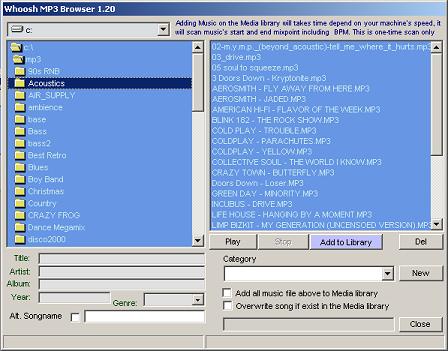 Whoosh MP3 Browser 1.20
c:
Adding Music on the Media library will takes time depend on your machine's speed, it
will scan music's start and end mixpoint including BPM. This is one-time scan only
c:\
mp3
90s RNB
Acoustics
AIR_SUPPLY
ambience
base
Bass
bass2
Best Retro
Blues
Boy Band
Christmas
Country
CRAZY FROG
Dance Megamix
disco2000
02-m.y.m.p._(beyond_acoustic)-tell_me_where_it_hurts.mp3
03_drive.mp3
05 soul to squeeze.mp3
3 Doors Down - Kryptonite.mp3
AEROSMITH - FLY AWAY FROM HERE.MP3
AEROSMITH - JADED.MP3
AMERICAN HI-FI - FLAVOR OF THE WEEK.MP3
BLINK 182 - THE ROCK SHOW.MP3
COLD PLAY - TROUBLE.MP3
COLDPLAY - PARACHUTES.MP3
COLDPLAY - YELLOW.MP3
COLLECTIVE SOUL - THE WORLD I KNOW.MP3
CRAZY TOWN - BUTTERFLY.MP3
Doors Down - Loser.MP3
GREEN DAY - MINORITY.MP3
INCUBUS - DRIVE.MP3
LIFE HOUSE - HANGING BY A MOMENT.MP3
LIMP BIZKIT - MY GENERATION (UNCENSOED VERSION).MP3
Play
Stop
Add to Library
Del
Title:
Artist:
Album:
Year:
Genre:
Alt. Songname
Category
New
Add all music file above to Media library
Overwrite song if exist in the Media library
Close